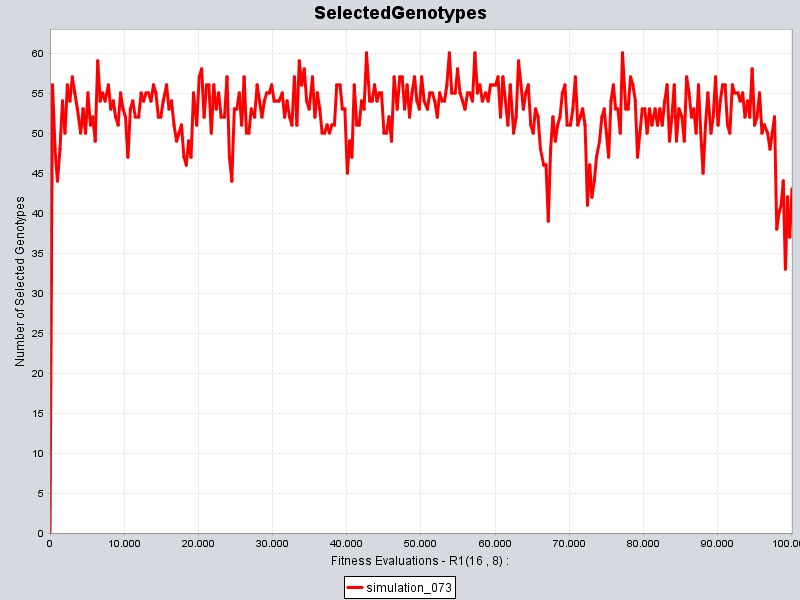 SelectedGenotypes
Number of Selected Genotypes
60
55
50
45
40
35
30
25
20
15
10
5
0
0 10.000 20.000 30.000 40.000 50.000 60.000 70.000 80.000 90.000 100.00
Fitness Evaluations - R1(16 , 8) :
simulation_073